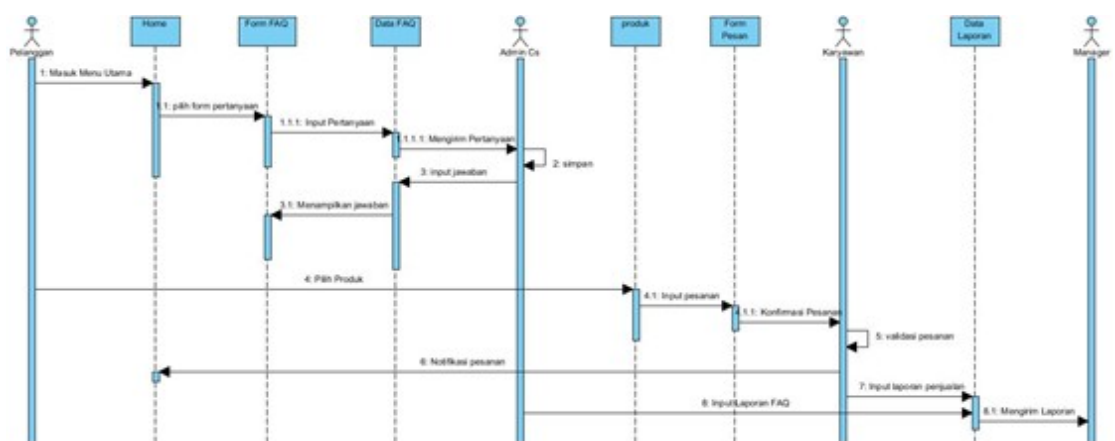 Home
Form FAQ
Data FAQ
produk
Form
Pesan
Data
Laporan
Pelanggan
Admin Cs
Karyawan
Manager
1: Masuk Menu Utama
1.1: pilih form pertanyaan
1.1.1: Input Pertanyaan
1.1.1.1: Mengirim Pertanyaan
2: simpan
3: input jawaban
3.1: Menampilkan jawaban
4: Pilih Produk
4.1: Input pesanan
4.1.1: Konfirmasi Pesanan
5: validasi pesanan
6: Notifikasi pesanan
7: Input laporan penjualan
8: Input Laporan FAQ
8.1: Mengirim Laporan